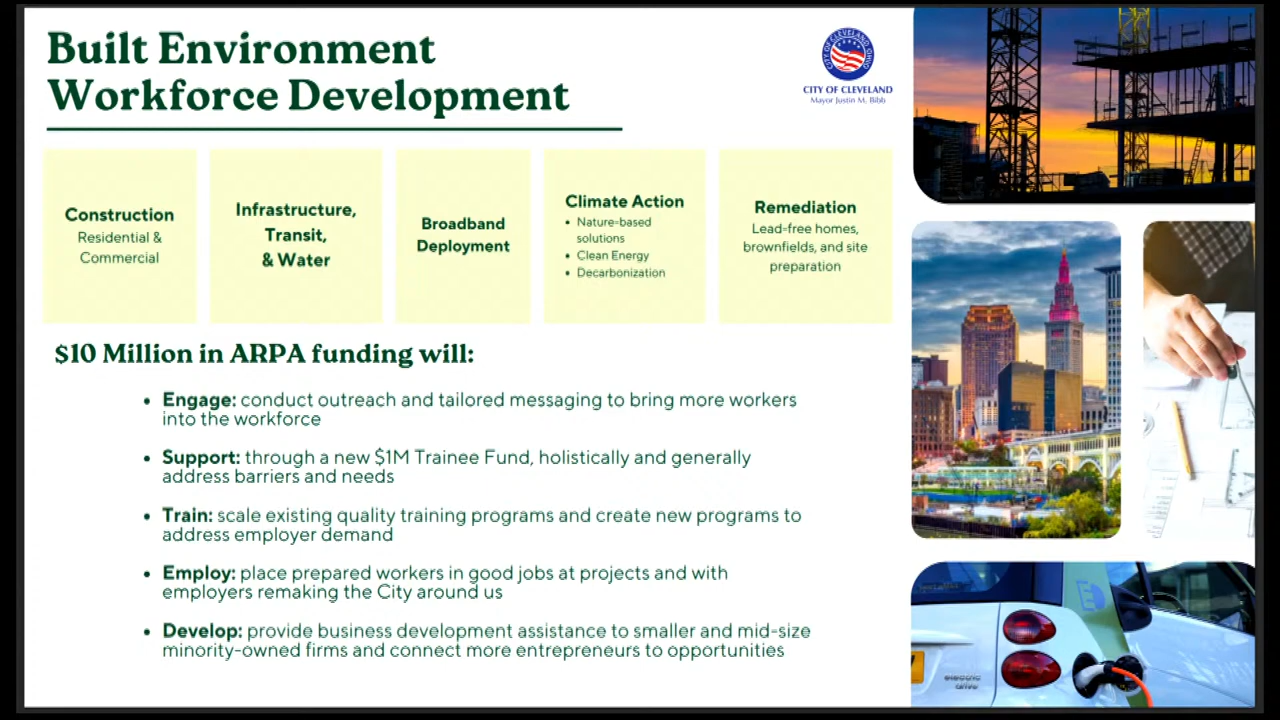 Built Environment
Workforce Development
CITY OF CLEVELAND OHIO
CITY OF CLEVELAND
Mayor Justin M. Bibb
Construction
Residential &
Commercial
Infrastructure,
Transit,
& Water
Broadband
Deployment
Climate Action
• Nature-based
solutions
• Clean Energy
• Decarbonization
Remediation
Lead-free homes,
brownfields, and site
preparation
$10 Million in ARPA funding will:
• Engage: conduct outreach and tailored messaging to bring more workers
into the workforce
• Support: through a new $1M Trainee Fund, holistically and generally
address barriers and needs
• Train: scale existing quality training programs and create new programs to
address employer demand
• Employ: place prepared workers in good jobs at projects and with
employers remaking the City around us
• Develop: provide business development assistance to smaller and mid-size
minority-owned firms and connect more entrepreneurs to opportunities
electric
drive